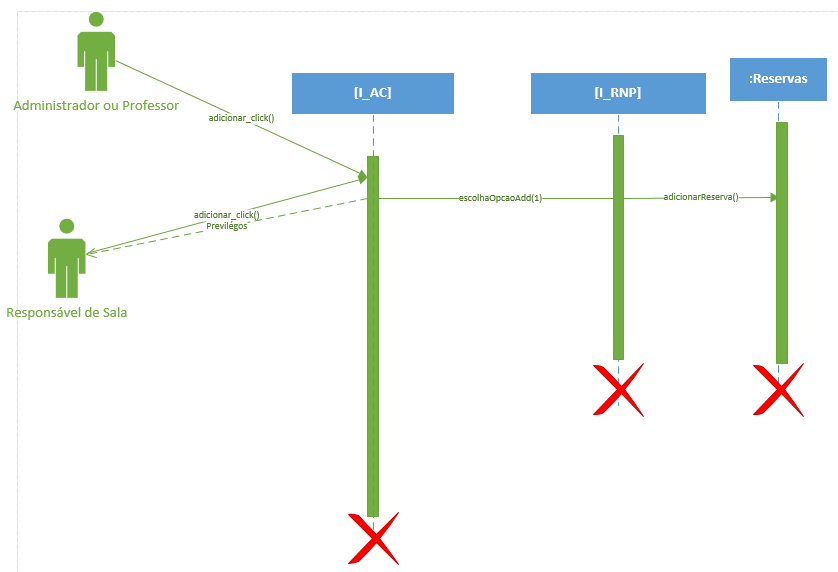 Administrador ou Professor
[I_AC]
[I_RNP]
:Reservas
adicionar_click()
escolhaOpcaoAdd(1)
adicionarReserva()
adicionar_click()
Previlégos
Responsável de Sala